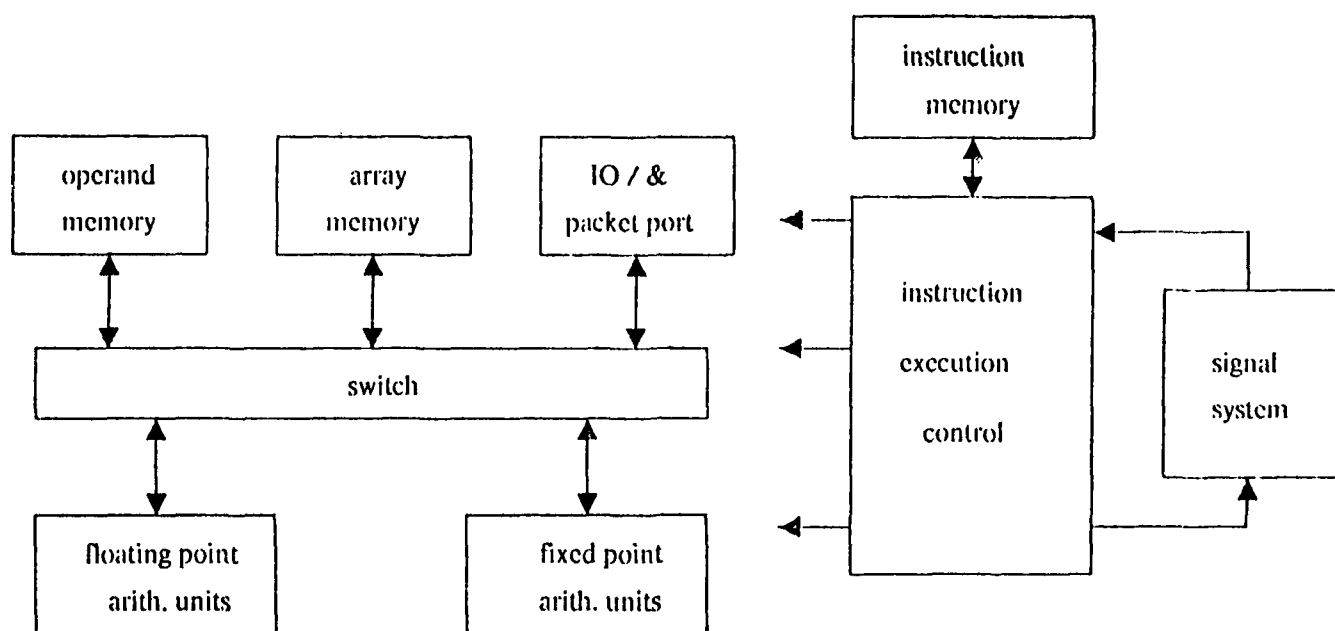 instruction
memory
operand
memory
array
memory
IO / &
packet port
instruction
execution
control
signal
system
switch
floating point
arith. units
fixed point
arith. units